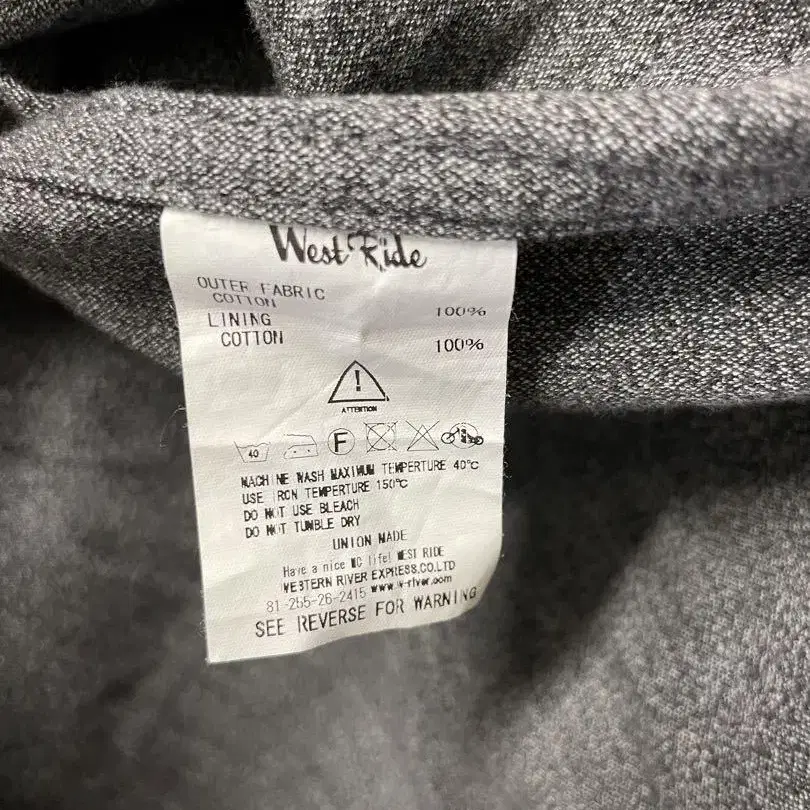 West Ride
OUTER FABRIC
COTTON 100%
LINING
COTTON 100%
!
ATTENTION
40 F
MACHINE WASH MAXIMUM TEMPERTURE 40°C
USE IRON TEMPERTURE 150°C
DO NOT USE BLEACH
DO NOT TUMBLE DRY
UNION MADE
Have a nice MC life! WEST RIDE
WESTERN RIVER EXPRESS.CO.LTD
81-255-26-2415 www.w-river.com
SEE REVERSE FOR WARNING